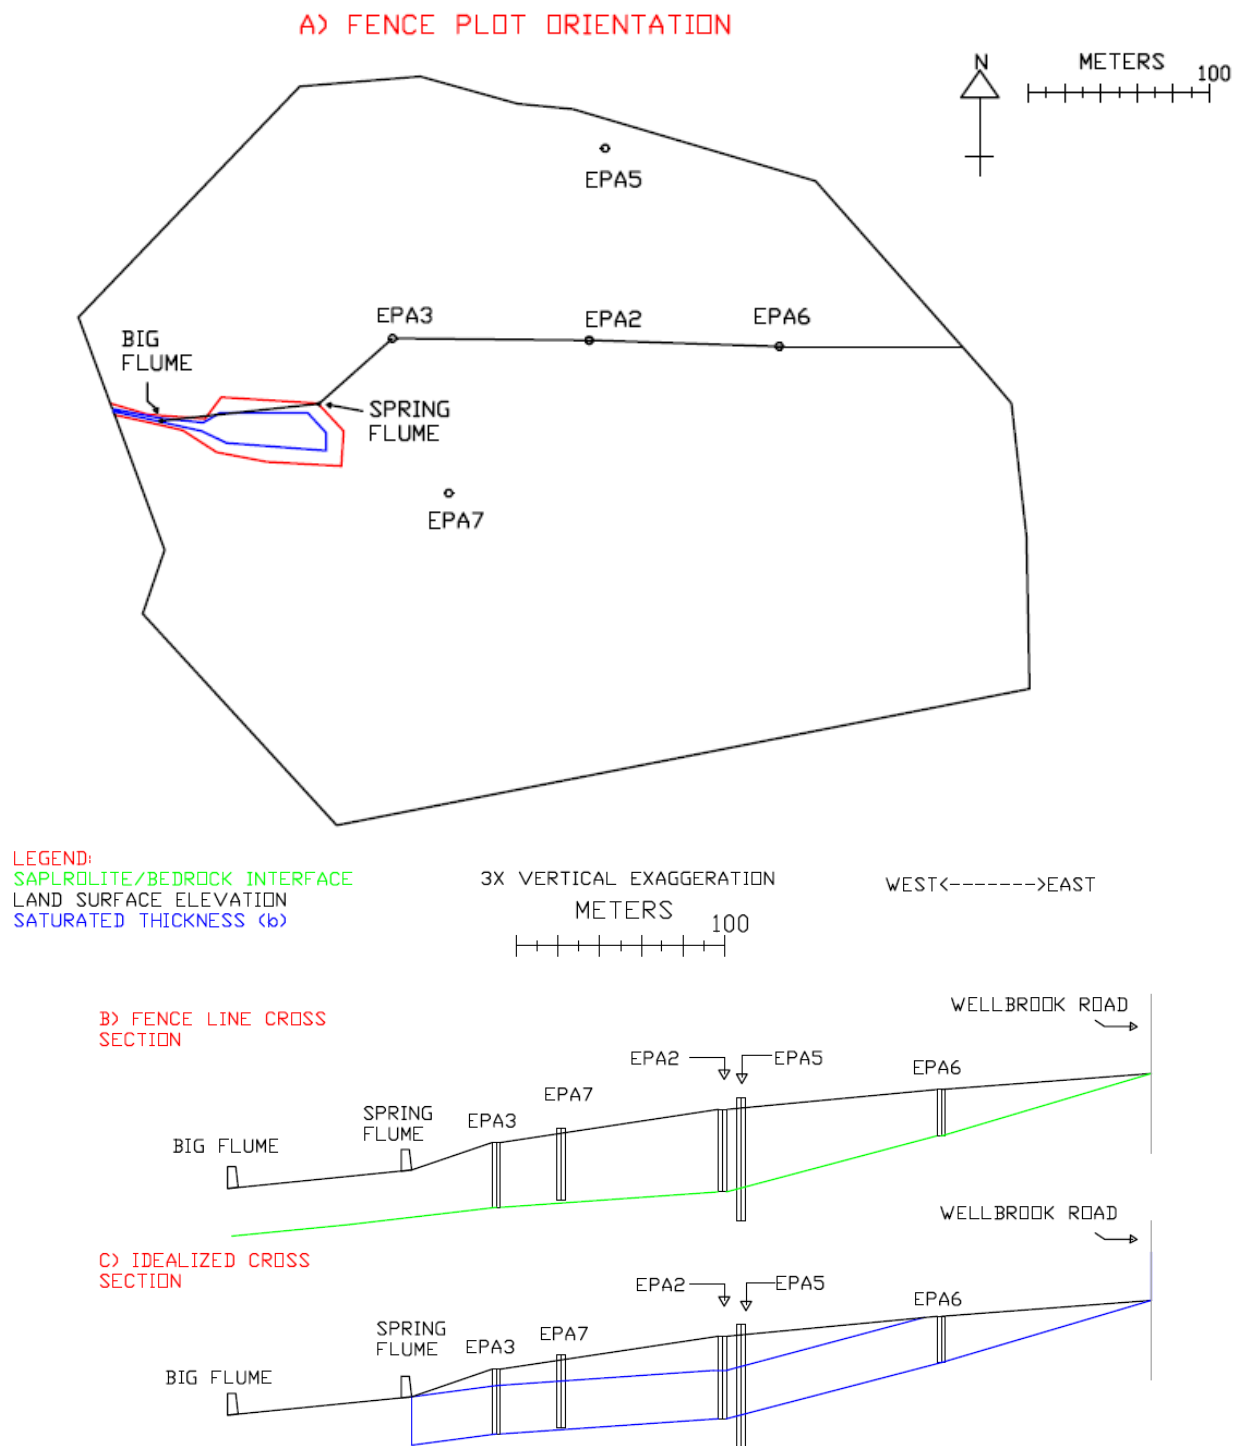 A) FENCE PLOT ORIENTATION
N
METERS
100
EPA5
EPA3
EPA2
EPA6
BIG
FLUME
SPRING
FLUME
EPA7
LEGEND:
SAPLROLITE/BEDROCK INTERFACE
LAND SURFACE ELEVATION
SATURATED THICKNESS (b)
3X VERTICAL EXAGGERATION
METERS
100
WEST<------->EAST
B) FENCE LINE CROSS
SECTION
WELLBROOK ROAD
EPA2
EPA5
EPA6
EPA7
SPRING
FLUME
EPA3
BIG FLUME
WELLBROOK ROAD
C) IDEALIZED CROSS
SECTION
EPA2
EPA5
EPA6
SPRING
FLUME
EPA3
EPA7
BIG FLUME